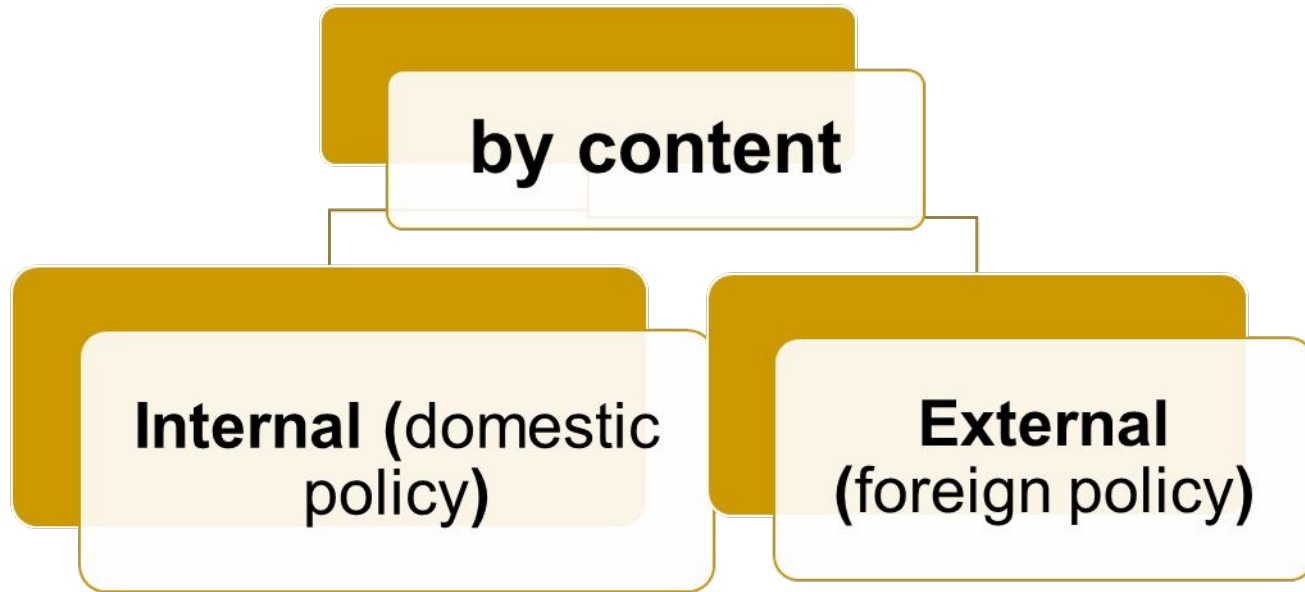 by content
Internal (domestic
policy)
External
(foreign policy)